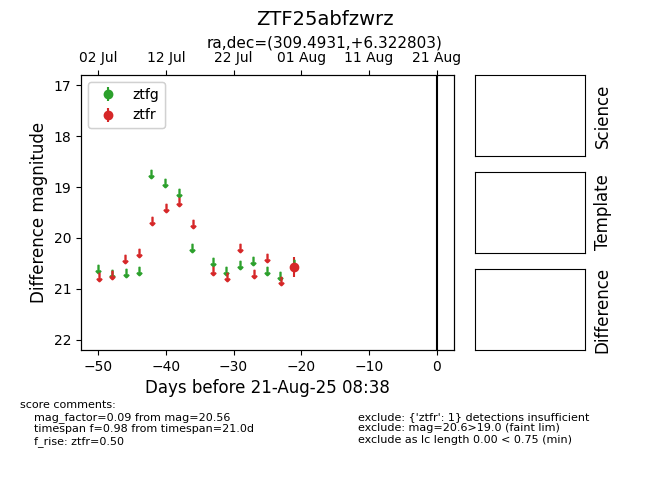 ZTF25abfzwrz
ra,dec=(309.4931,+6.322803)
02 Jul 12 Jul 22 Jul 01 Aug 11 Aug 21 Aug
ztfg
ztfr
17
18
19
20
21
22
Difference magnitude
−50 −40 −30 −20 −10 0
Days before 21-Aug-25 08:38
Science
Template
Difference
score comments:
mag_factor=0.09 from mag=20.56
timespan f=0.98 from timespan=21.0d
f_rise: ztfr=0.50
exclude: {'ztfr': 1} detections insufficient
exclude: mag=20.6>19.0 (faint lim)
exclude as lc length 0.00 < 0.75 (min)